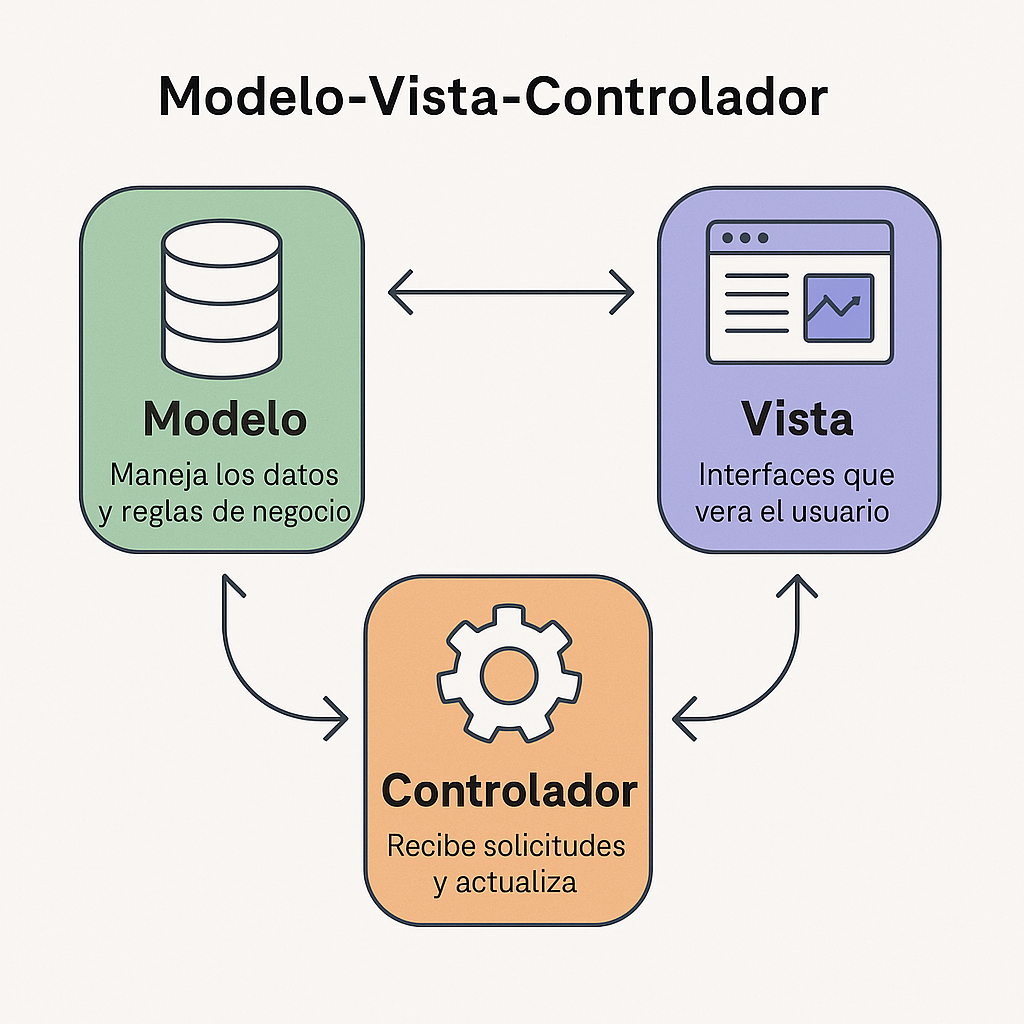 Modelo-Vista-Controlador
Modelo
Maneja los datos
y reglas de negocio
Vista
Interfaces que
vera el usuario
Controlador
Recibe solicitudes
y actualiza